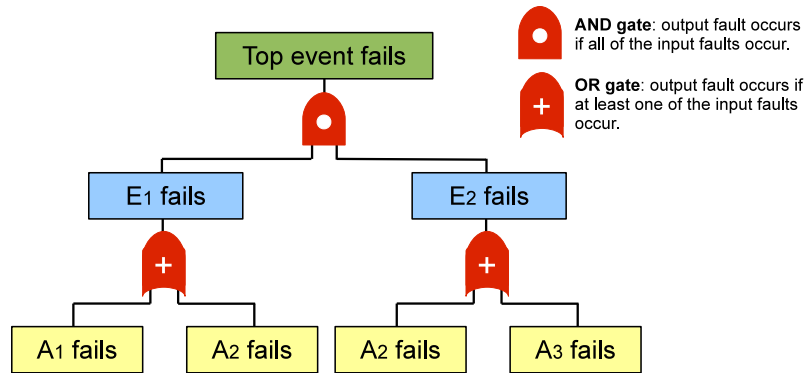 Top event fails
AND gate: output fault occurs
if all of the input faults occur.
OR gate: output fault occurs if
at least one of the input faults
occur.
E1 fails
E2 fails
A1 fails
A2 fails
A2 fails
A3 fails